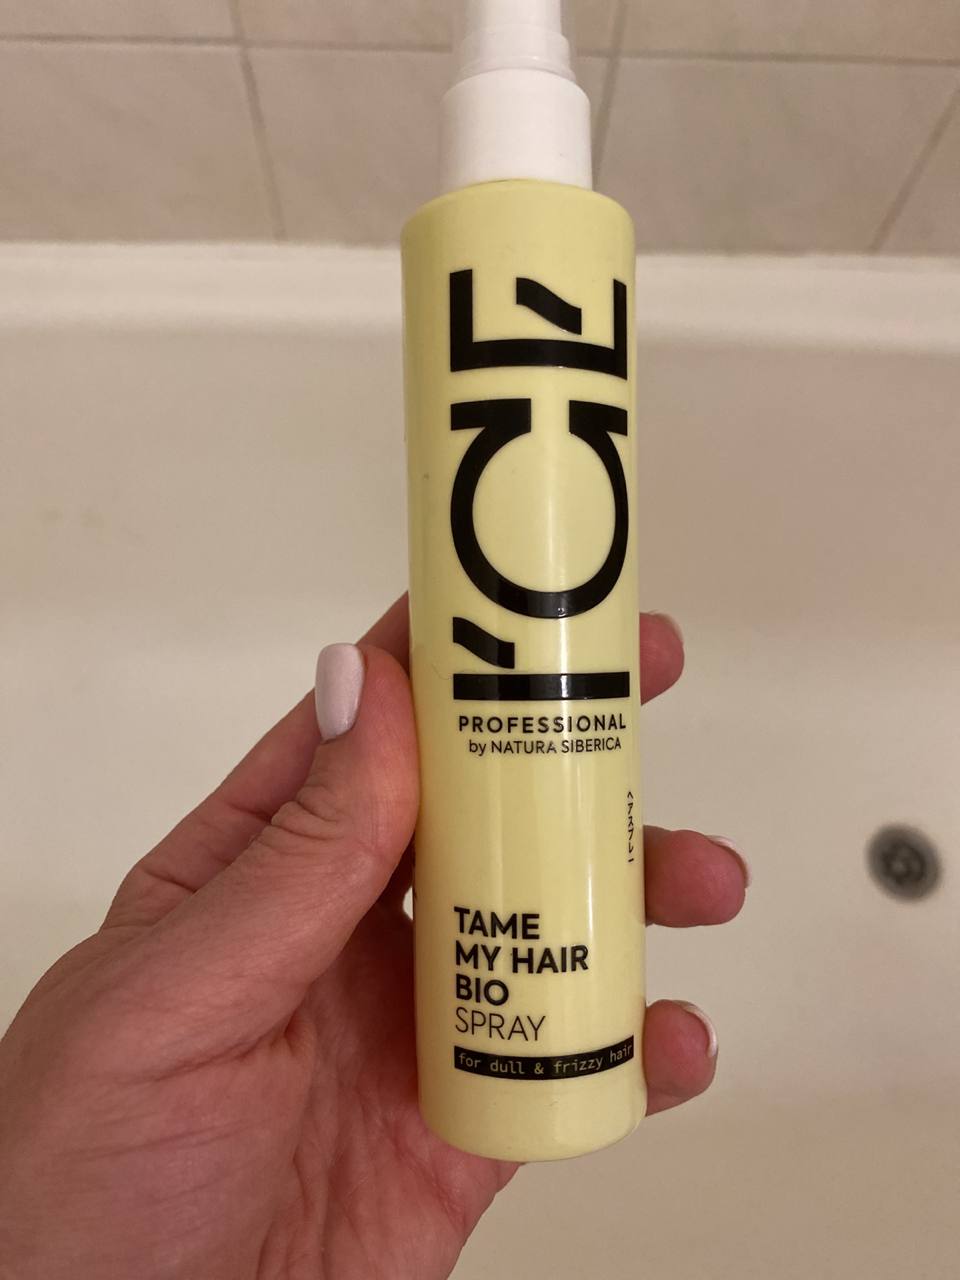 I'CE
PROFESSIONAL
by NATURA SIBERICA
TAME
MY HAIR
BIO
SPRAY
for dull & frizzy hair